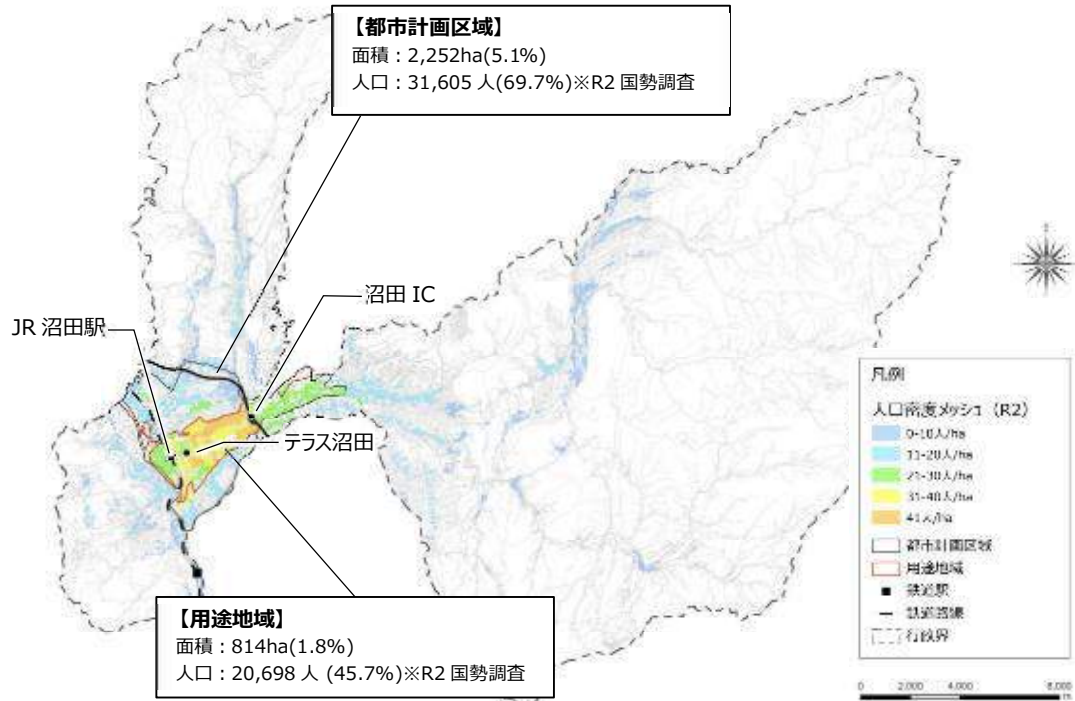 【都市計画区域】
面積：2,252ha(5.1%)
人口：31,605 人(69.7%)※R2 国勢調査
沼田 IC
JR 沼田駅
テラス沼田
凡例
人口密度メッシュ（R2）
0-10人/ha
11-20人/ha
21-30人/ha
31-40人/ha
41人/ha
都市計画区域
用途地域
鉄道駅
鉄道路線
行政界
【用途地域】
面積：814ha(1.8%)
人口：20,698 人 (45.7%)※R2 国勢調査
0 2,000 4,000 8,000
m